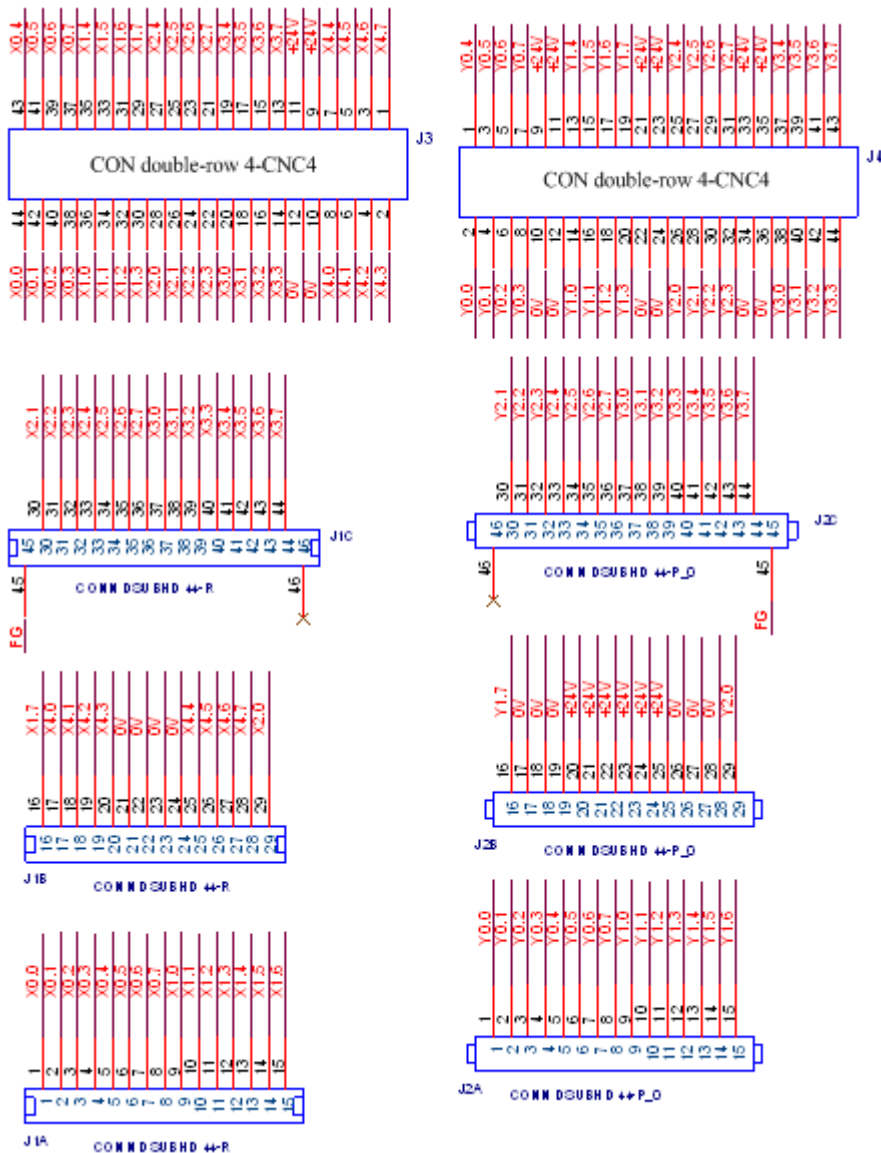 X0.4 X0.5 X0.6 X0.7 X1.4 X1.5 X1.6 X1.7 X2.4 X2.5 X2.6 X2.7 X3.4 X3.5 X3.6 X3.7 +24V +24V X4.4 X4.5 X4.6 X4.7
43 41 39 37 35 33 31 29 27 25 23 21 19 17 15 13 11 9 7 5 3 1
J3
CON double-row 4-CNC4
44 42 40 38 36 34 32 30 28 26 24 22 20 18 16 14 12 10 8 6 4 2
X0.0 X0.1 X0.2 X0.3 X1.0 X1.1 X1.2 X1.3 X2.0 X2.1 X2.2 X2.3 X3.0 X3.1 X3.2 X3.3 0V 0V X4.0 X4.1 X4.2 X4.3
Y0.4 Y0.5 Y0.6 Y0.7 +24V +24V Y1.4 Y1.5 Y1.6 Y1.7 +24V +24V Y2.4 Y2.5 Y2.6 Y2.7 +24V +24V Y3.4 Y3.5 Y3.6 Y3.7
1 3 5 7 9 11 13 15 17 19 21 23 25 27 29 31 33 35 37 39 41 43
J4
CON double-row 4-CNC4
2 4 6 8 10 12 14 16 18 20 22 24 26 28 30 32 34 36 38 40 42 44
Y0.0 Y0.1 Y0.2 Y0.3 0V 0V Y1.0 Y1.1 Y1.2 Y1.3 0V 0V Y2.0 Y2.1 Y2.2 Y2.3 0V 0V Y3.0 Y3.1 Y3.2 Y3.3
X2.1 X2.2 X2.3 X2.4 X2.5 X2.6 X2.7 X3.0 X3.1 X3.2 X3.3 X3.4 X3.5 X3.6 X3.7
30 31 32 33 34 35 36 37 38 39 40 41 42 43 44
J1C
45 30 31 32 33 34 35 36 37 38 39 40 41 42 43 44 46
45 46
CONN DSUBHD 44-R
FG
Y2.1 Y2.2 Y2.3 Y2.4 Y2.5 Y2.6 Y2.7 Y3.0 Y3.1 Y3.2 Y3.3 Y3.4 Y3.5 Y3.6 Y3.7
30 31 32 33 34 35 36 37 38 39 40 41 42 43 44
J2C
46 30 31 32 33 34 35 36 37 38 39 40 41 42 43 44 45
46 45
CONN DSUBHD 44-P_O
FG
X1.7 X4.0 X4.1 X4.2 X4.3 0V 0V 0V 0V X4.4 X4.5 X4.6 X4.7 X2.0
16 17 18 19 20 21 22 23 24 25 26 27 28 29
16 17 18 19 20 21 22 23 24 25 26 27 28 29
J1B
CONN DSUBHD 44-R
Y1.7 0V 0V 0V +24V +24V +24V +24V +24V +24V 0V 0V 0V Y2.0
16 17 18 19 20 21 22 23 24 25 26 27 28 29
16 17 18 19 20 21 22 23 24 25 26 27 28 29
J2B
CONN DSUBHD 44-P_O
X0.0 X0.1 X0.2 X0.3 X0.4 X0.5 X0.6 X0.7 X1.0 X1.1 X1.2 X1.3 X1.4 X1.5 X1.6
1 2 3 4 5 6 7 8 9 10 11 12 13 14 15
1 2 3 4 5 6 7 8 9 10 11 12 13 14 15
J1A
CONN DSUBHD 44-R
Y0.0 Y0.1 Y0.2 Y0.3 Y0.4 Y0.5 Y0.6 Y0.7 Y1.0 Y1.1 Y1.2 Y1.3 Y1.4 Y1.5 Y1.6
1 2 3 4 5 6 7 8 9 10 11 12 13 14 15
1 2 3 4 5 6 7 8 9 10 11 12 13 14 15
J2A
CONN DSUBHD 44-P_O